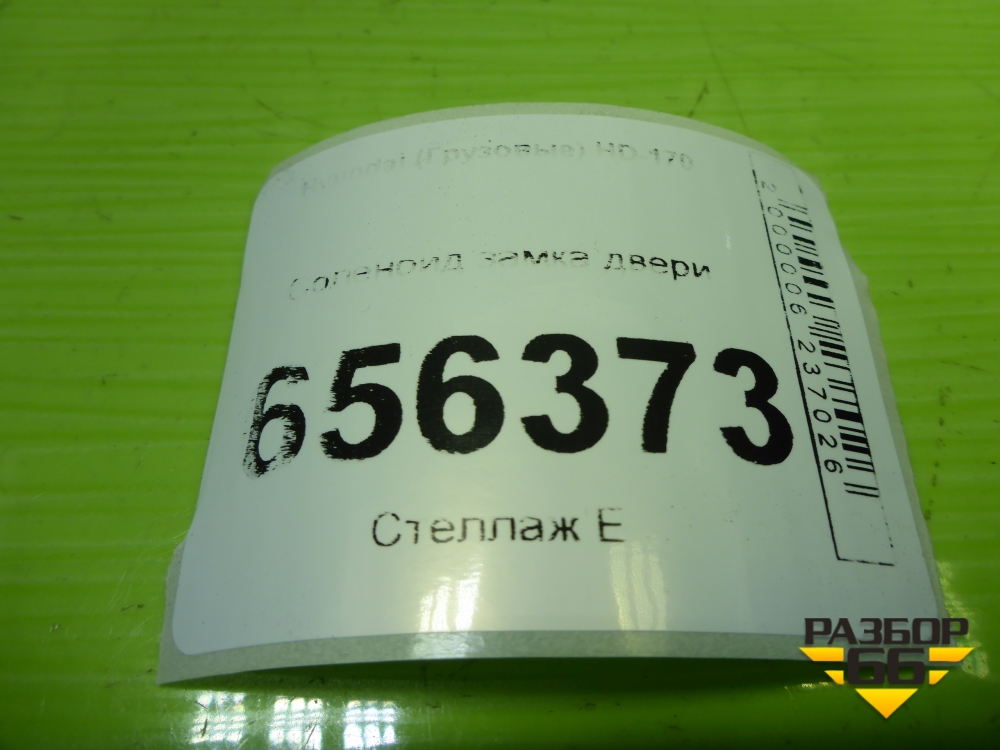 Hyundai (Грузовые) HD-170
Соленоид замка двери
656373
Стеллаж Е
2000006237026
РАЗБОР
66